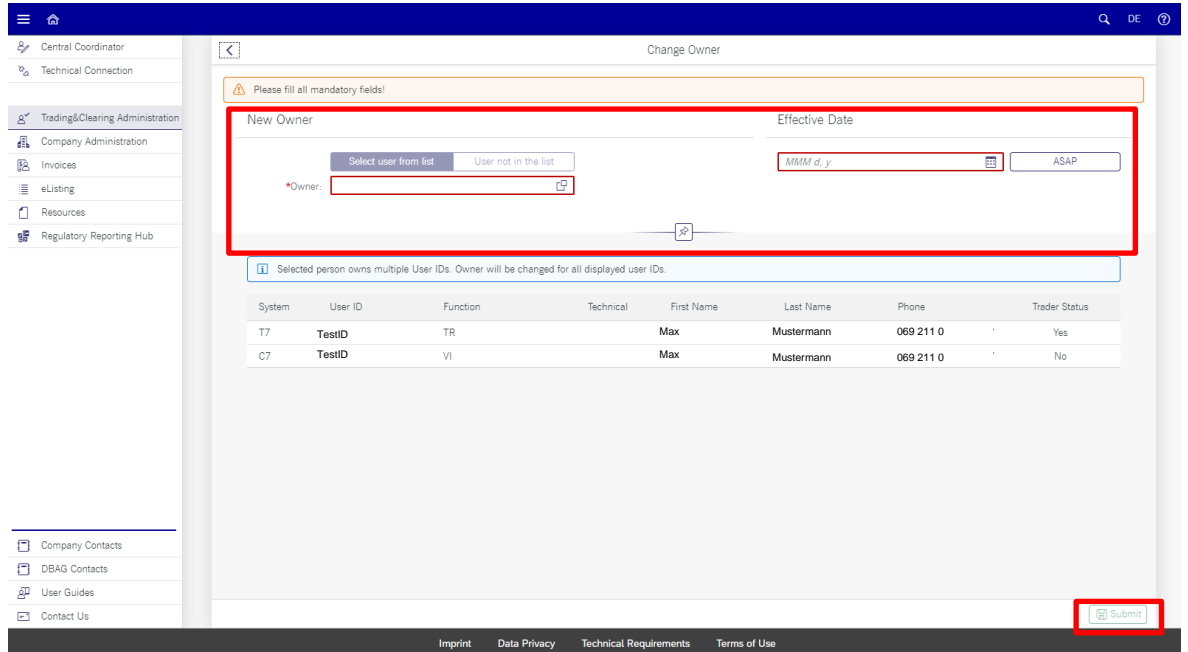 DE
Central Coordinator
Technical Connection
Trading&Clearing Administration
Company Administration
Invoices
eListing
Resources
Regulatory Reporting Hub
Company Contacts
DBAG Contacts
User Guides
Contact Us
Change Owner
Please fill all mandatory fields!
New Owner
Effective Date
Select user from list User not in the list
MMM d, y ASAP
*Owner:
Selected person owns multiple User IDs. Owner will be changed for all displayed user IDs.
System User ID Function Technical First Name Last Name Phone Trader Status
T7 TestID TR Max Mustermann 069 211 0 ' Yes
C7 TestID VI Max Mustermann 069 211 0 ' No
Submit
Imprint Data Privacy Technical Requirements Terms of Use